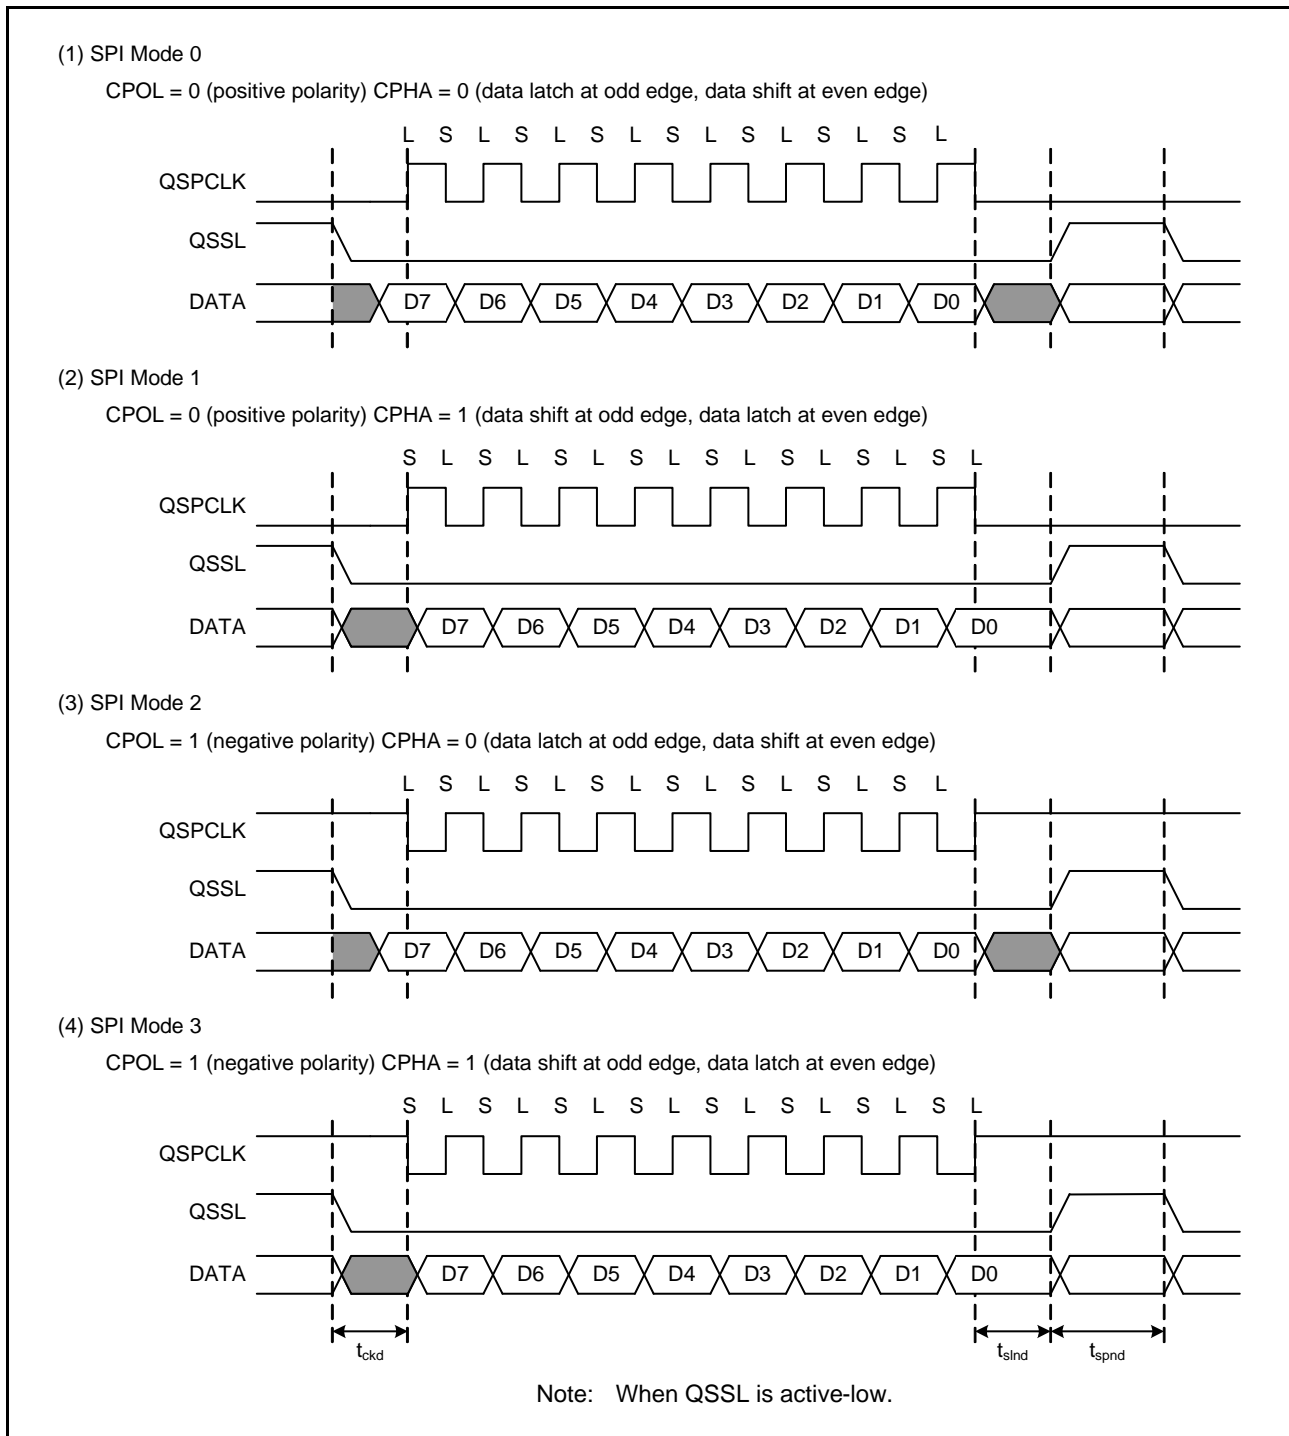 (1) SPI Mode 0
CPOL = 0 (positive polarity) CPHA = 0 (data latch at odd edge, data shift at even edge)
L S L S L S L S L S L S L S L
QSPCLK
QSSL
DATA D7 D6 D5 D4 D3 D2 D1 D0
(2) SPI Mode 1
CPOL = 0 (positive polarity) CPHA = 1 (data shift at odd edge, data latch at even edge)
S L S L S L S L S L S L S L S L
QSPCLK
QSSL
DATA D7 D6 D5 D4 D3 D2 D1 D0
(3) SPI Mode 2
CPOL = 1 (negative polarity) CPHA = 0 (data latch at odd edge, data shift at even edge)
L S L S L S L S L S L S L S L
QSPCLK
QSSL
DATA D7 D6 D5 D4 D3 D2 D1 D0
(4) SPI Mode 3
CPOL = 1 (negative polarity) CPHA = 1 (data shift at odd edge, data latch at even edge)
S L S L S L S L S L S L S L S L
QSPCLK
QSSL
DATA D7 D6 D5 D4 D3 D2 D1 D0
tckd tslnd tspnd
Note: When QSSL is active-low.